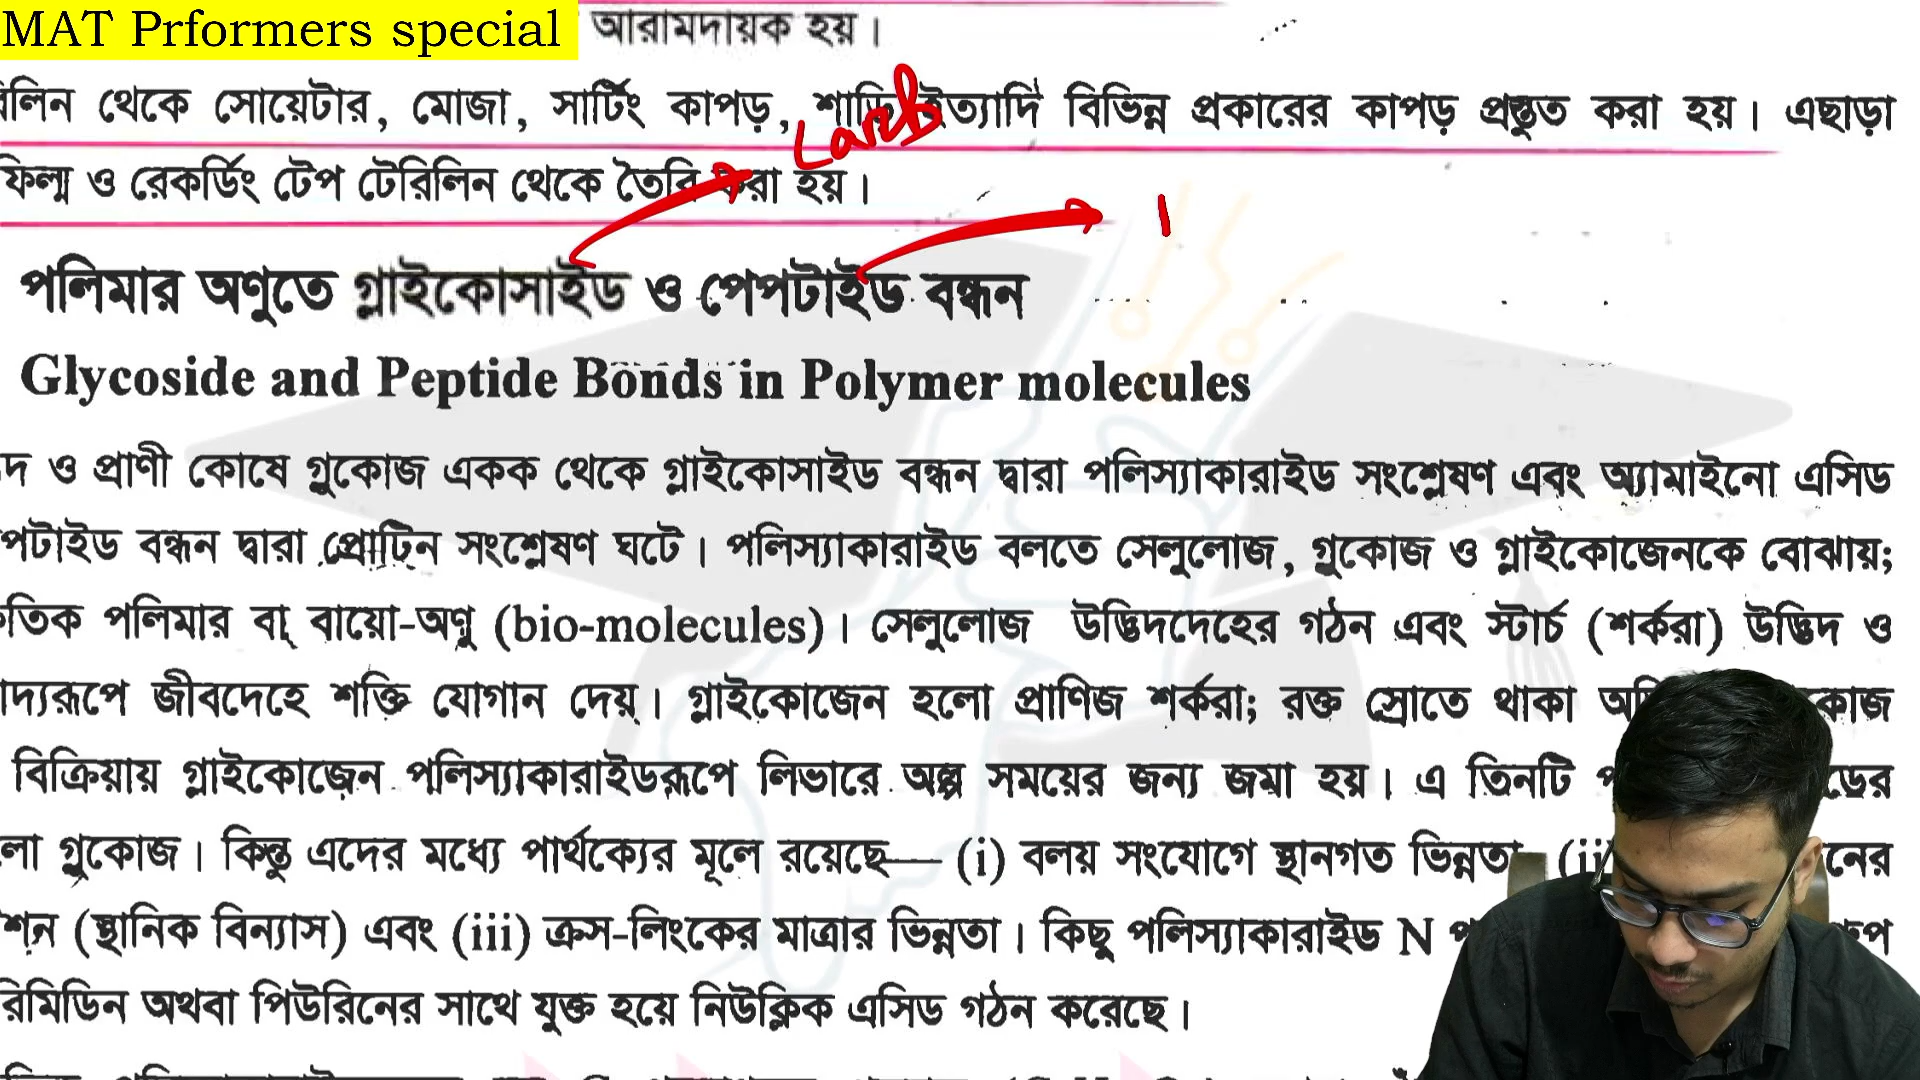 MAT Prformers special
আরামদায়ক হয়।
রিলিন থেকে সোয়েটার, মোজা, সার্টিং কাপড়, শাড়ি ইত্যাদি বিভিন্ন প্রকারের কাপড় প্রস্তুত করা হয়। এছাড়া
Carb
ফিল্ম ও রেকর্ডিং টেপ টেরিলিন থেকে তৈরি করা হয়।
পলিমার অণুতে গ্লাইকোসাইড ও পেপটাইড বন্ধন
Glycoside and Peptide Bonds in Polymer molecules
ও প্রাণী কোষে গ্লুকোজ একক থেকে গ্লাইকোসাইড বন্ধন দ্বারা পলিস্যাকারাইড সংশ্লেষণ এবং অ্যামাইনো এসিড
পটাইড বন্ধন দ্বারা প্রোটিন সংশ্লেষণ ঘটে। পলিস্যাকারাইড বলতে সেলুলোজ, গ্লুকোজ ও গ্লাইকোজেনকে বোঝায়;
তিক পলিমার বা বায়ো-অণু (bio-molecules)। সেলুলোজ উদ্ভিদদেহের গঠন এবং স্টার্চ (শর্করা) উদ্ভিদ ও
াদ্যরূপে জীবদেহে শক্তি যোগান দেয়। গ্লাইকোজেন হলো প্রাণিজ শর্করা; রক্ত স্রোতে থাকা কোজ
বিক্রিয়ায় গ্লাইকোজেন পলিস্যাকারাইডরূপে লিভারে অল্প সময়ের জন্য জমা হয়। এ তিনটি ডের
লো গ্লুকোজ। কিন্তু এদের মধ্যে পার্থক্যের মূলে রয়েছে— (i) বলয় সংযোগে স্থানগত ভিন্নতা (ii নের
শন (স্থানিক বিন্যাস) এবং (iii) ক্রস-লিংকের মাত্রার ভিন্নতা। কিছু পলিস্যাকারাইড N
রিমিডিন অথবা পিউরিনের সাথে যুক্ত হয়ে নিউক্লিক এসিড গঠন করেছে।